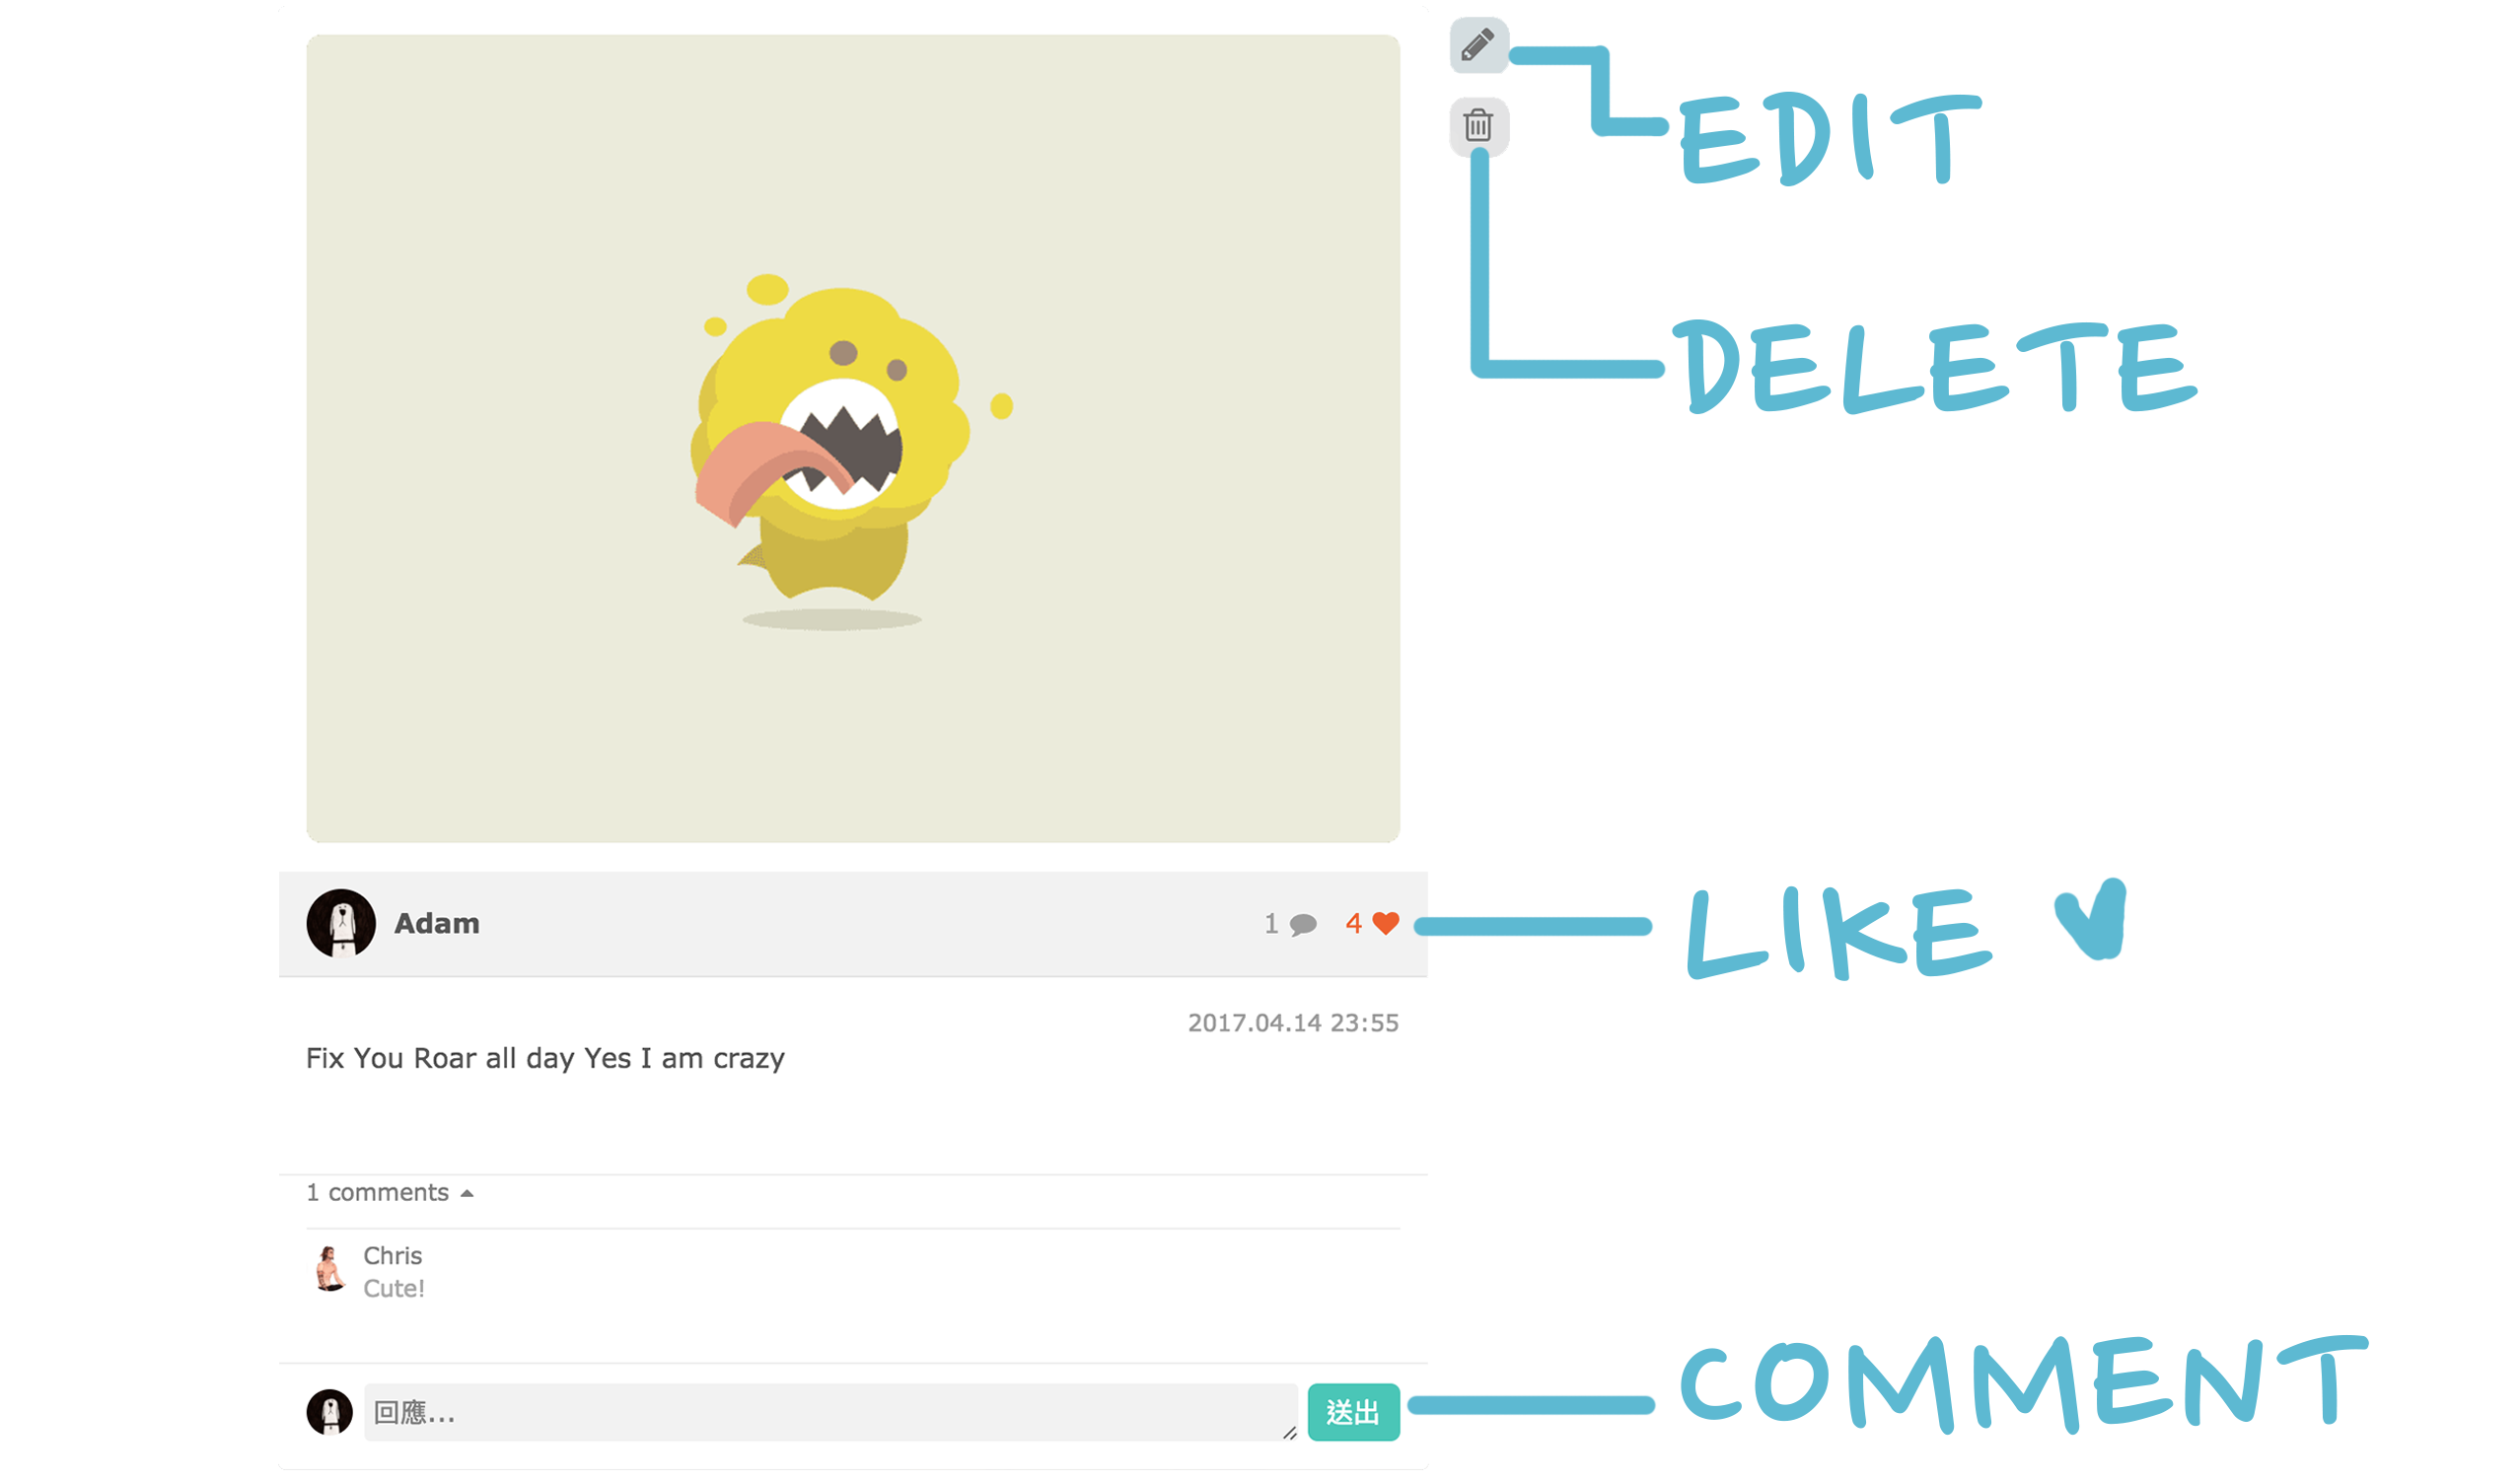 EDIT
DELETE
Adam
1
4
LIKE
2017.04.14 23:55
Fix You Roar all day Yes I am crazy
1 comments
Chris
Cute!
回應...
送出
COMMENT